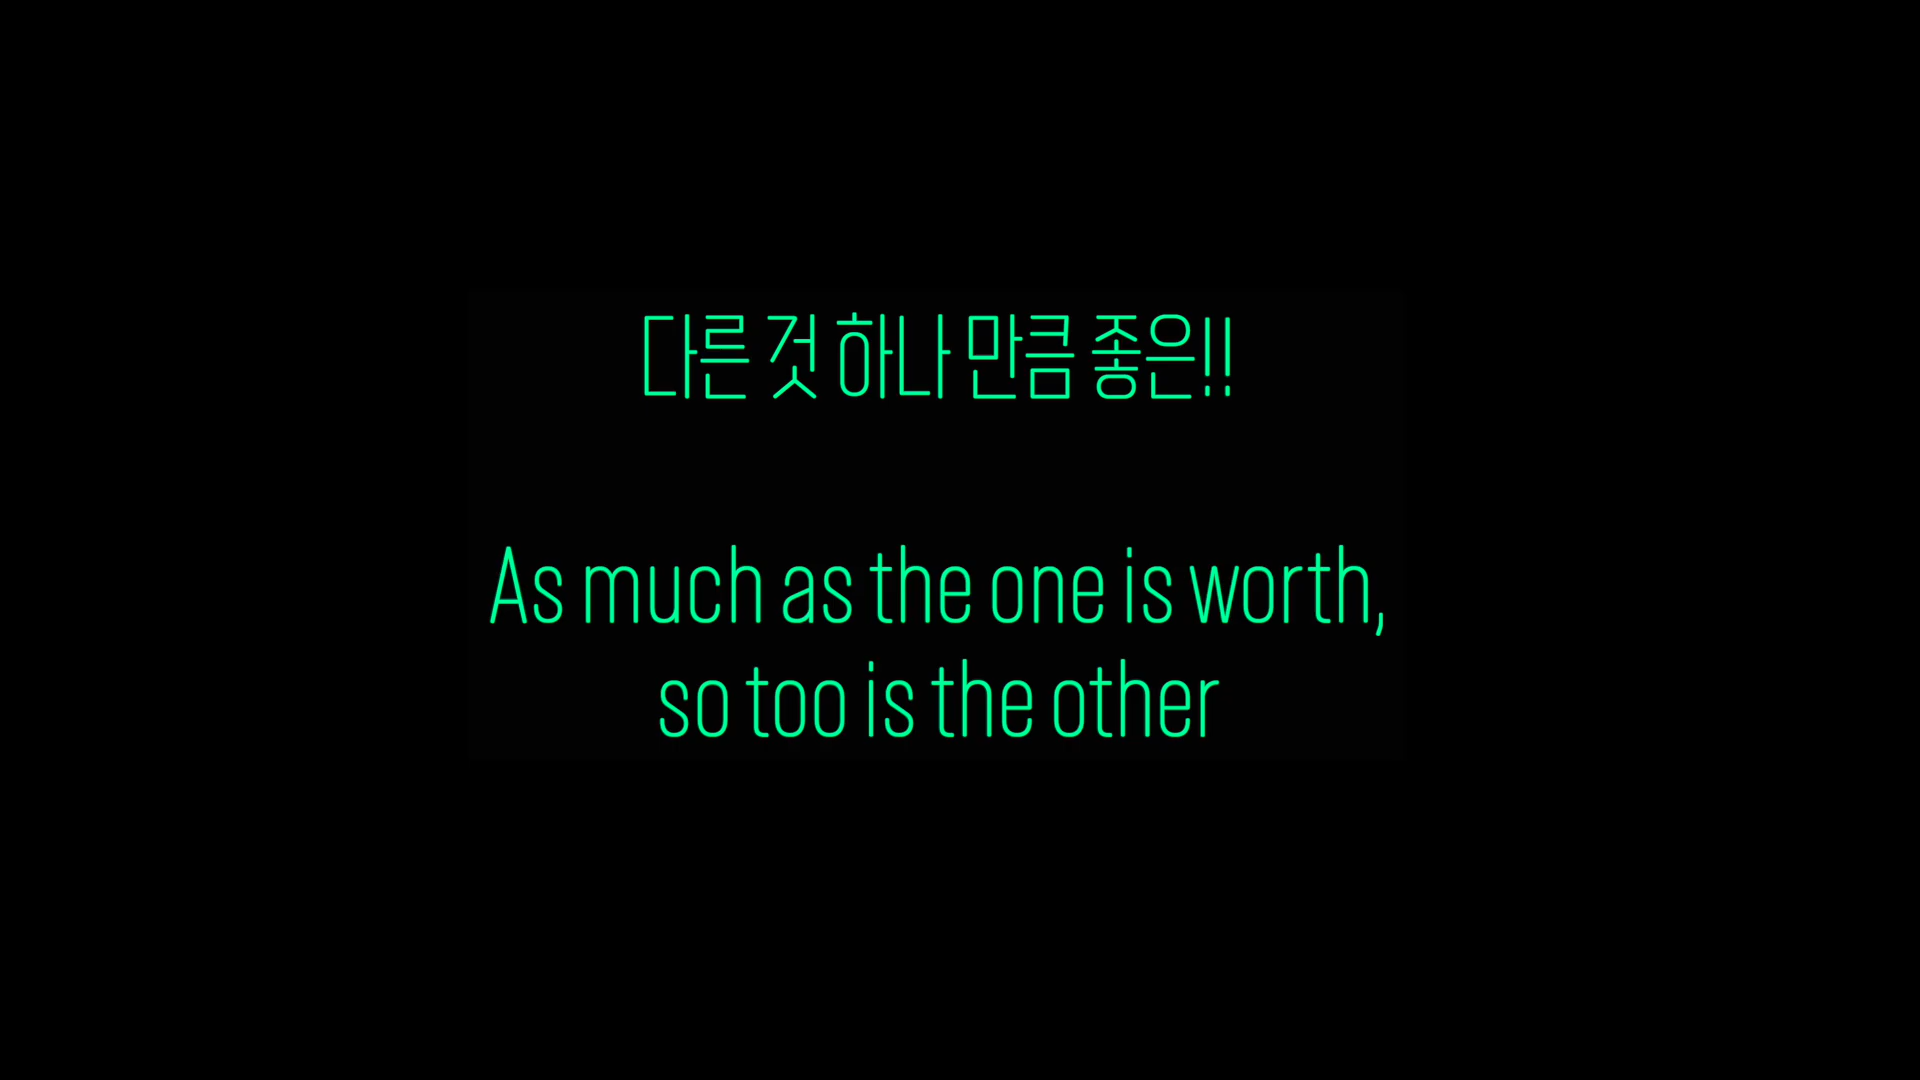 다른 것 하나 만큼 좋은!!
As much as the one is worth,
so too is the other